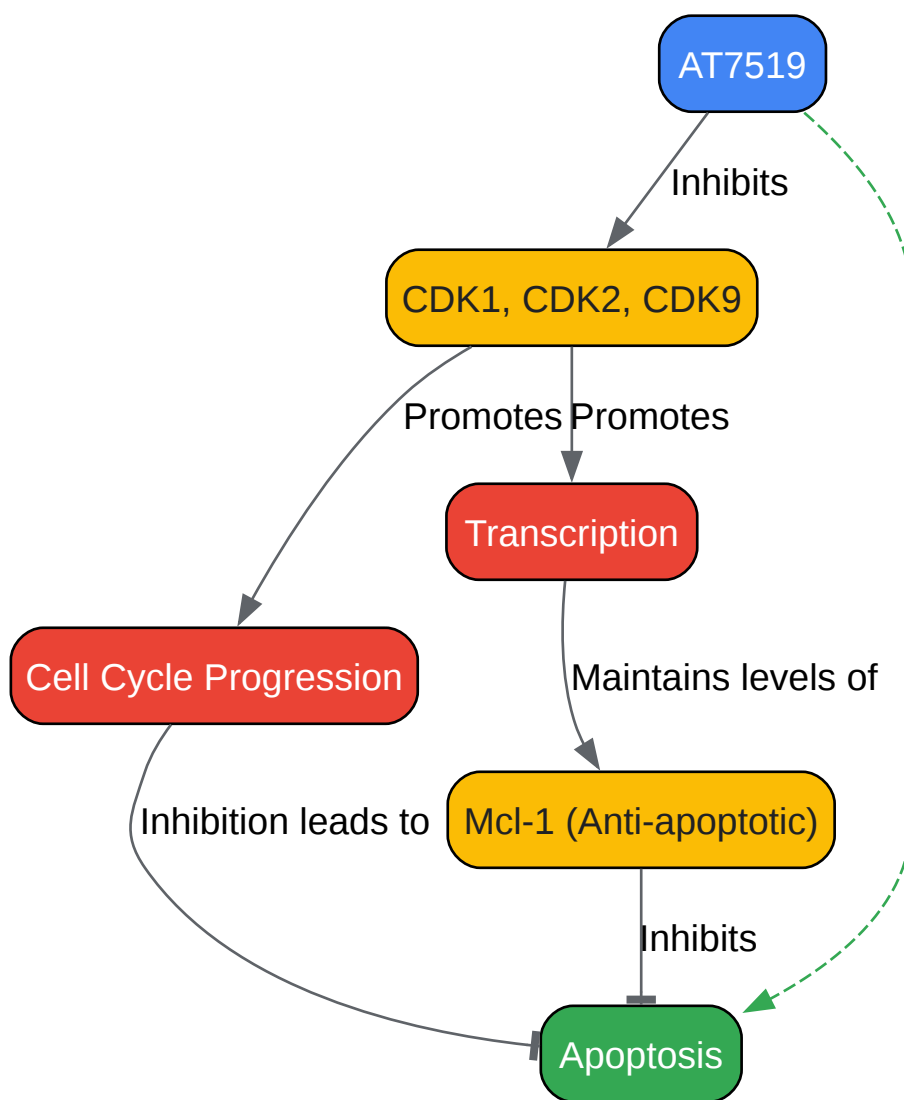 AT7519
Inhibits
CDK1, CDK2, CDK9
Promotes
Promotes
Transcription
Cell Cycle Progression
Maintains levels of
Inhibition leads to
Mcl-1 (Anti-apoptotic)
Inhibits
Apoptosis